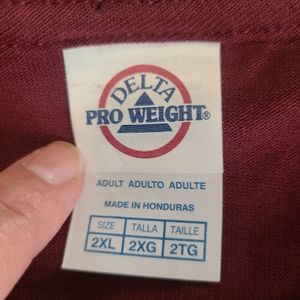 DELTA
PRO WEIGHT®
ADULT ADULTO ADULTE
MADE IN HONDURAS
SIZE TALLA TAILLE
2XL 2XG 2TG